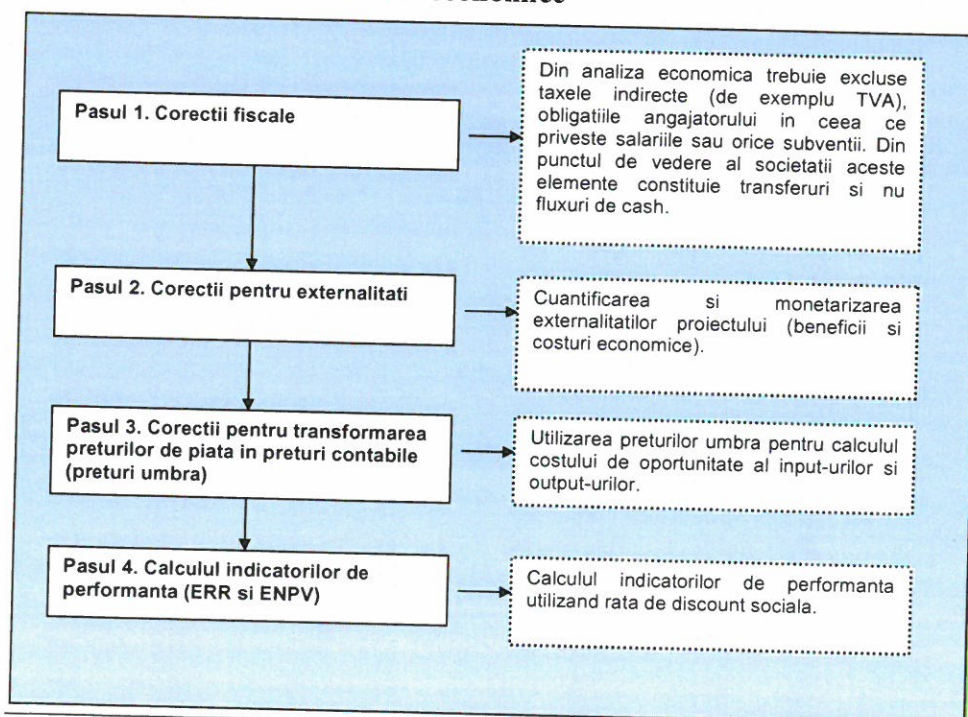 economice
Pasul 1. Corectii fiscale
Din analiza economica trebuie excluse
taxele indirecte (de exemplu TVA),
obligatiile angajatorului in ceea ce
priveste salariile sau orice subventii. Din
punctul de vedere al societatii aceste
elemente constituie transferuri si nu
fluxuri de cash.
Pasul 2. Corectii pentru externalitati
Cuantificarea si monetarizarea
externalitatilor proiectului (beneficii si
costuri economice).
Pasul 3. Corectii pentru transformarea
preturilor de piata in preturi contabile
(preturi umbra)
Utilizarea preturilor umbra pentru calculul
costului de oportunitate al input-urilor si
output-urilor.
Pasul 4. Calculul indicatorilor de
performanta (ERR si ENPV)
Calculul indicatorilor de performanta
utilizand rata de discount sociala.